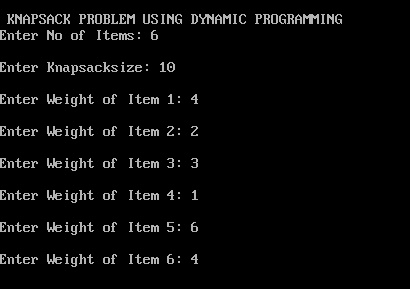 KNAPSACK PROBLEM USING DYNAMIC PROGRAMMING
Enter No of Items: 6
Enter Knapsacksize: 10
Enter Weight of Item 1: 4
Enter Weight of Item 2: 2
Enter Weight of Item 3: 3
Enter Weight of Item 4: 1
Enter Weight of Item 5: 6
Enter Weight of Item 6: 4